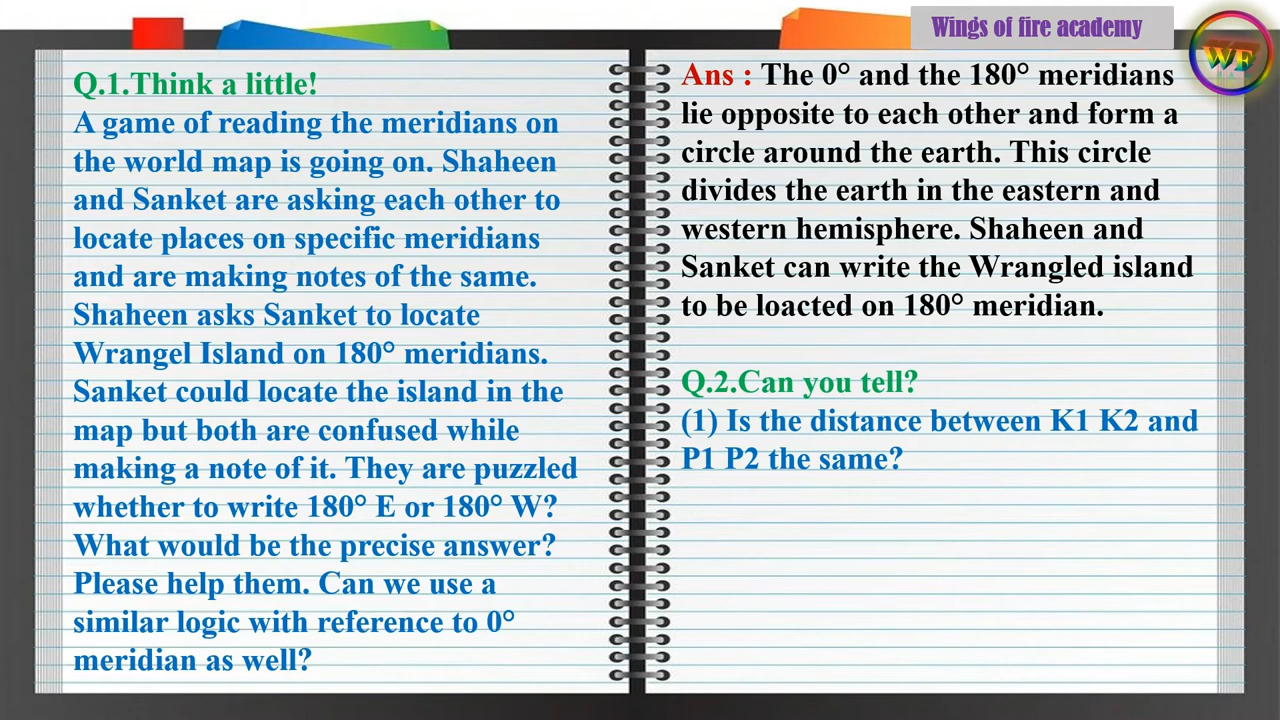 Wings of fire academy
WF
Q.1.Think a little!
A game of reading the meridians on
the world map is going on. Shaheen
and Sanket are asking each other to
locate places on specific meridians
and are making notes of the same.
Shaheen asks Sanket to locate
Wrangel Island on 180° meridians.
Sanket could locate the island in the
map but both are confused while
making a note of it. They are puzzled
whether to write 180° E or 180° W?
What would be the precise answer?
Please help them. Can we use a
similar logic with reference to 0°
meridian as well?
Ans : The 0° and the 180° meridians
lie opposite to each other and form a
circle around the earth. This circle
divides the earth in the eastern and
western hemisphere. Shaheen and
Sanket can write the Wrangled island
to be loacted on 180° meridian.
Q.2.Can you tell?
(1) Is the distance between K1 K2 and
P1 P2 the same?